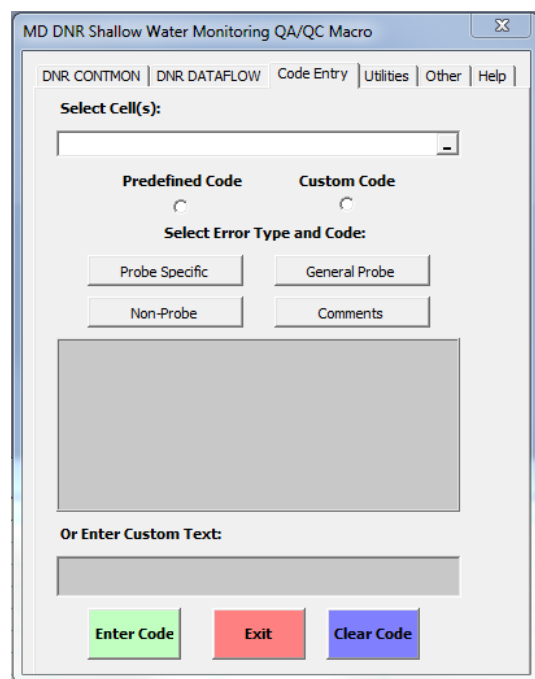 MD DNR Shallow Water Monitoring QA/QC Macro
DNR CONTMON DNR DATAFLOW Code Entry Utilities Other Help
Select Cell(s):
Predefined Code Custom Code
Select Error Type and Code:
Probe Specific General Probe
Non-Probe Comments
Or Enter Custom Text:
Enter Code Exit Clear Code